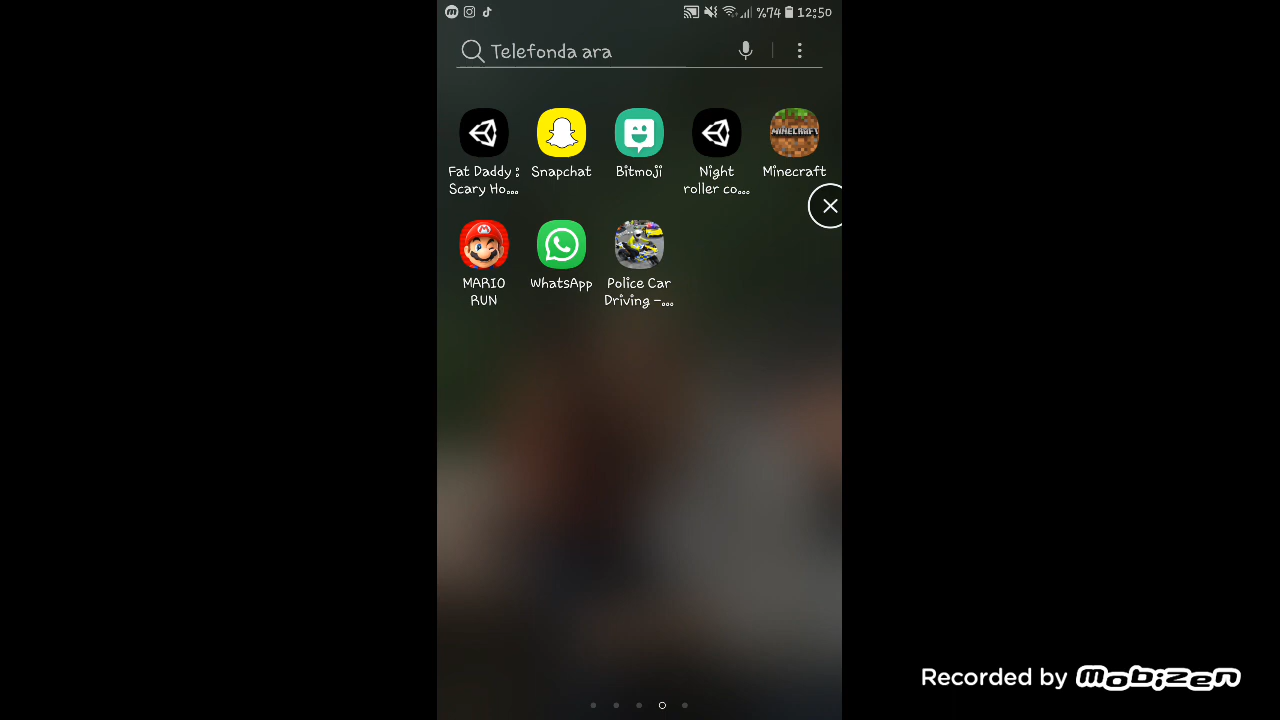 %74 12:50
Telefonda ara
MINECRAFT
Fat Daddy : Snapchat Bitmoji Night Minecraft
Scary Ho... roller co...
MARIO WhatsApp Police Car
RUN Driving -...
Recorded by mobizen